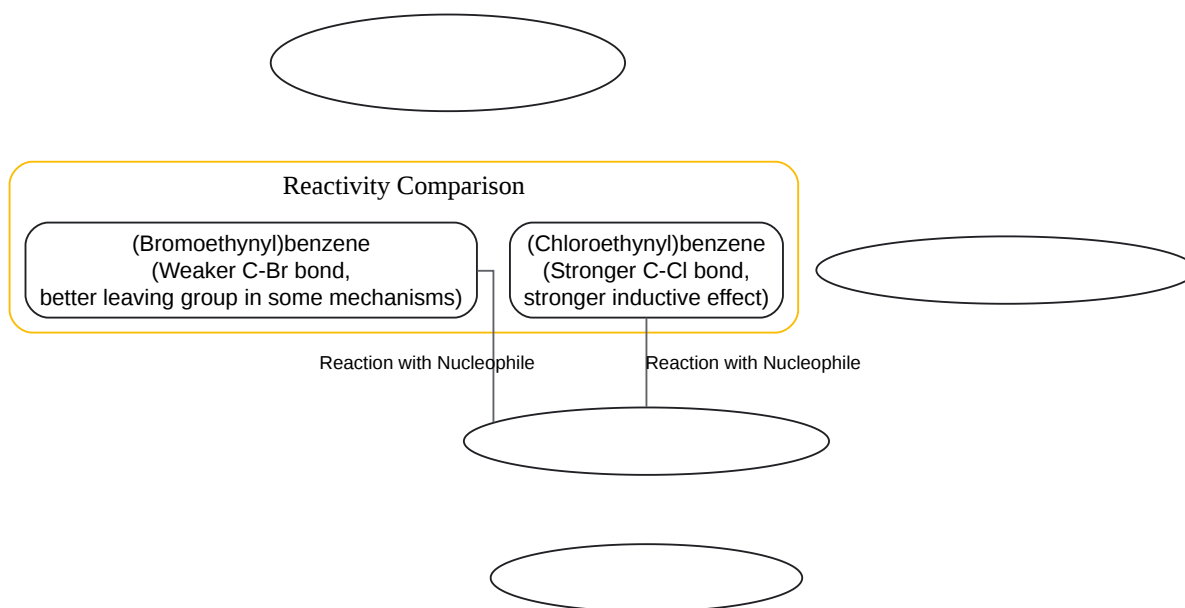 Reactivity Comparison
(Bromoethynyl)benzene
(Weaker C-Br bond,
better leaving group in some mechanisms)
(Chloroethynyl)benzene
(Stronger C-Cl bond,
stronger inductive effect)
Reaction with Nucleophile
Reaction with Nucleophile